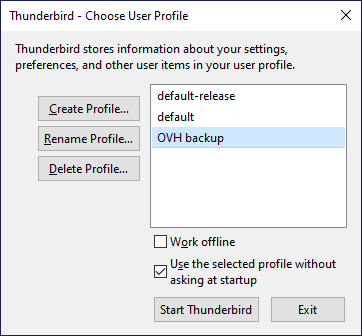 Thunderbird - Choose User Profile
Thunderbird stores information about your settings,
preferences, and other user items in your user profile.
Create Profile...
Rename Profile...
Delete Profile...
default-release
default
OVH backup
Work offline
Use the selected profile without
asking at startup
Start Thunderbird
Exit